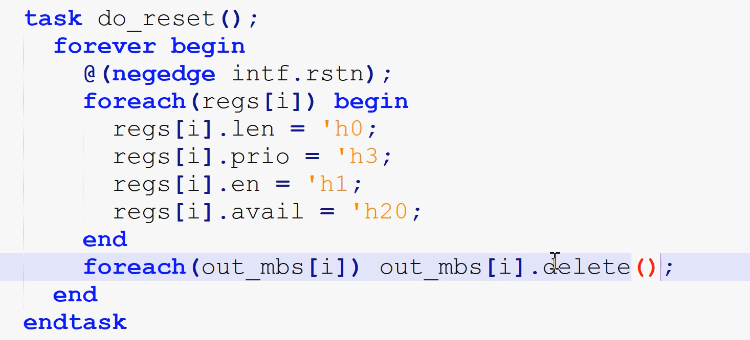 task do_reset();
forever begin
@(negedge intf.rstn);
foreach(regs[i]) begin
regs[i].len = 'h0;
regs[i].prio = 'h3;
regs[i].en = 'h1;
regs[i].avail = 'h20;
end
foreach(out_mbs[i]) out_mbs[i].delete();
end
endtask